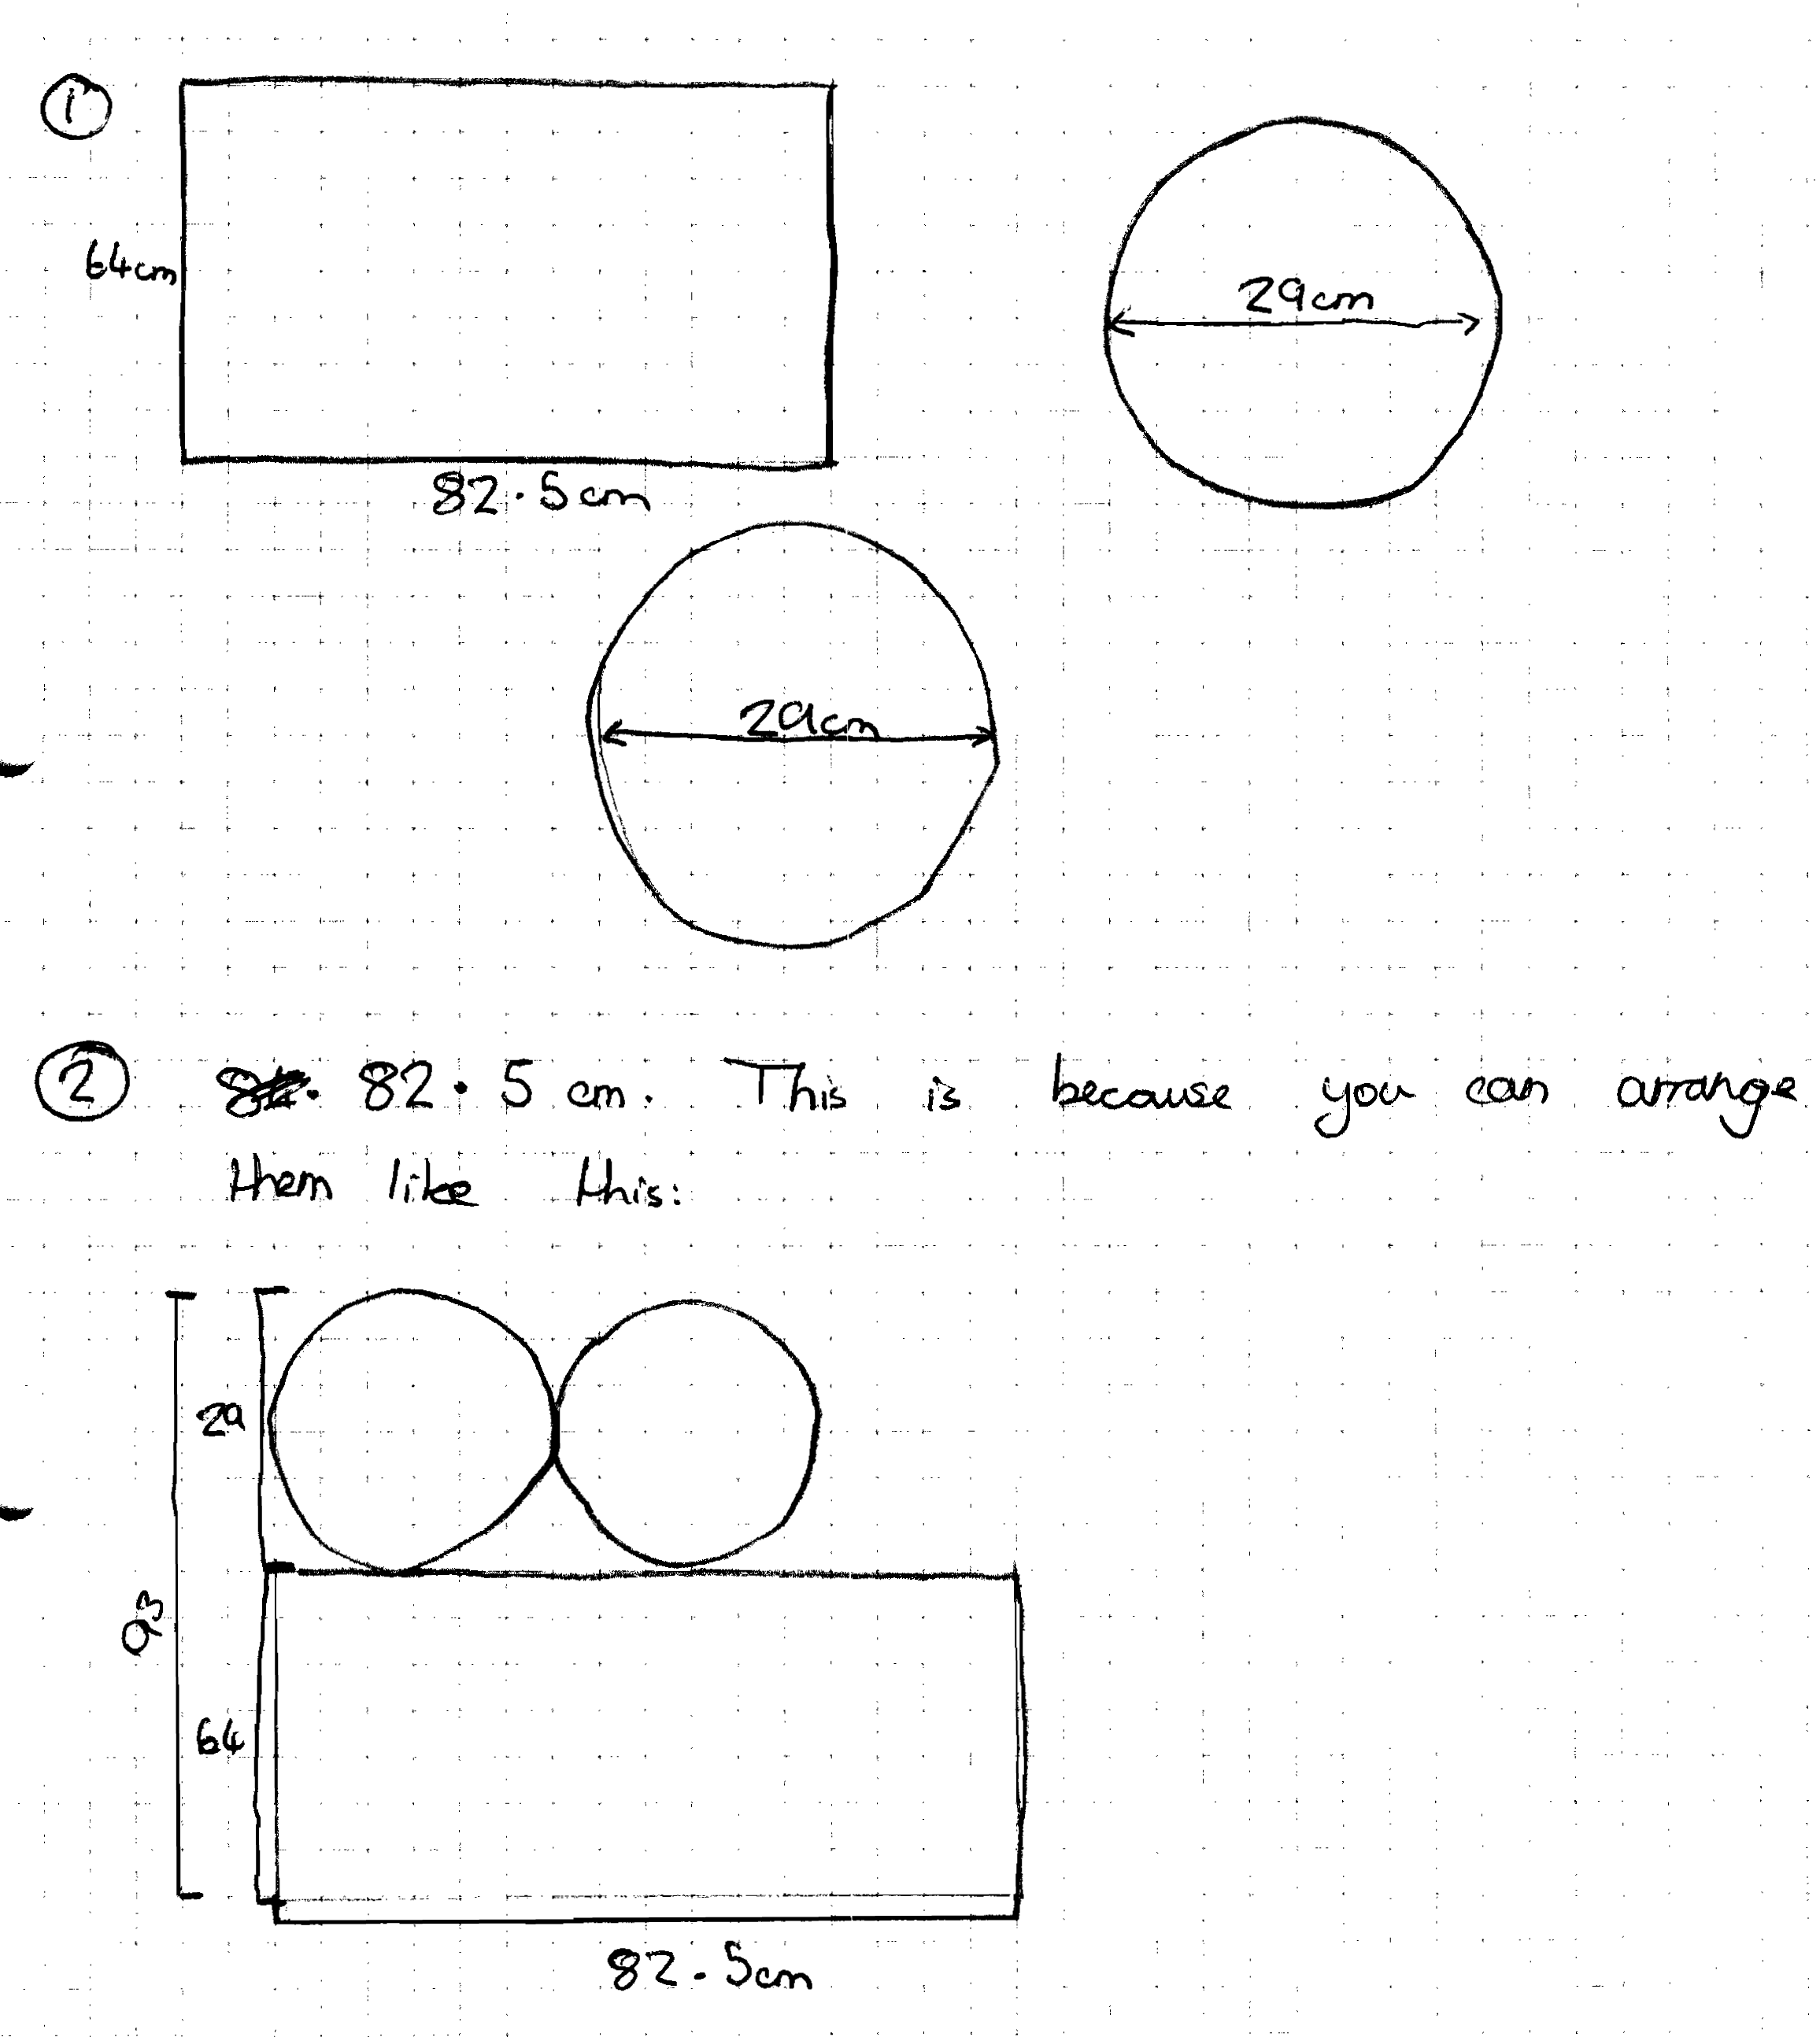 ①
64cm
29cm
82.5cm
29cm
② 82.5 cm. This is because you can arrange
them like this:
29
93
64
82.5cm